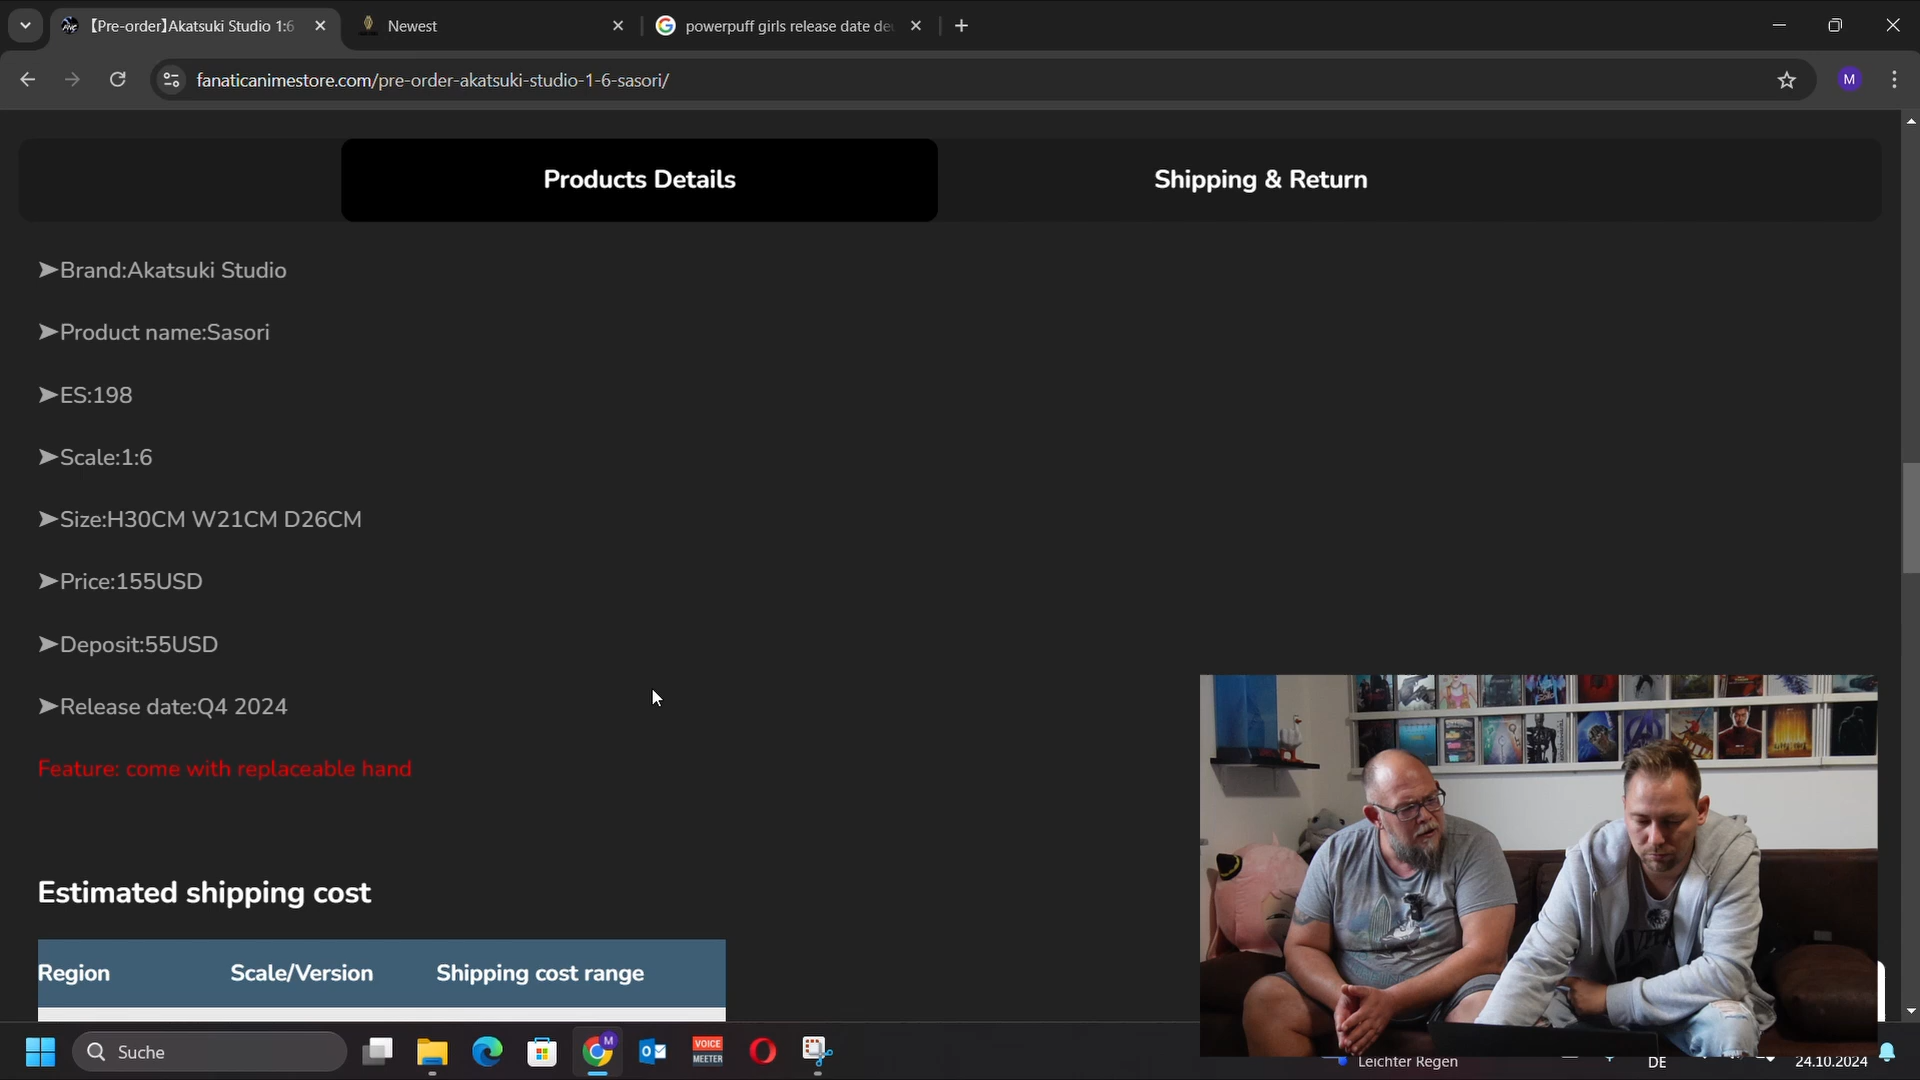 【Pre-order】Akatsuki Studio 1:6
Newest
powerpuff girls release date de
fanaticanimestore.com/pre-order-akatsuki-studio-1-6-sasori/
M
Products Details
Shipping & Return
➤Brand:Akatsuki Studio
➤Product name:Sasori
➤ES:198
➤Scale:1:6
➤Size:H30CM W21CM D26CM
➤Price:155USD
➤Deposit:55USD
➤Release date:Q4 2024
Feature: come with replaceable hand
Estimated shipping cost
Region Scale/Version Shipping cost range
Suche
M
VOICE
MEETER
Leichter Regen
DE
24.10.2024